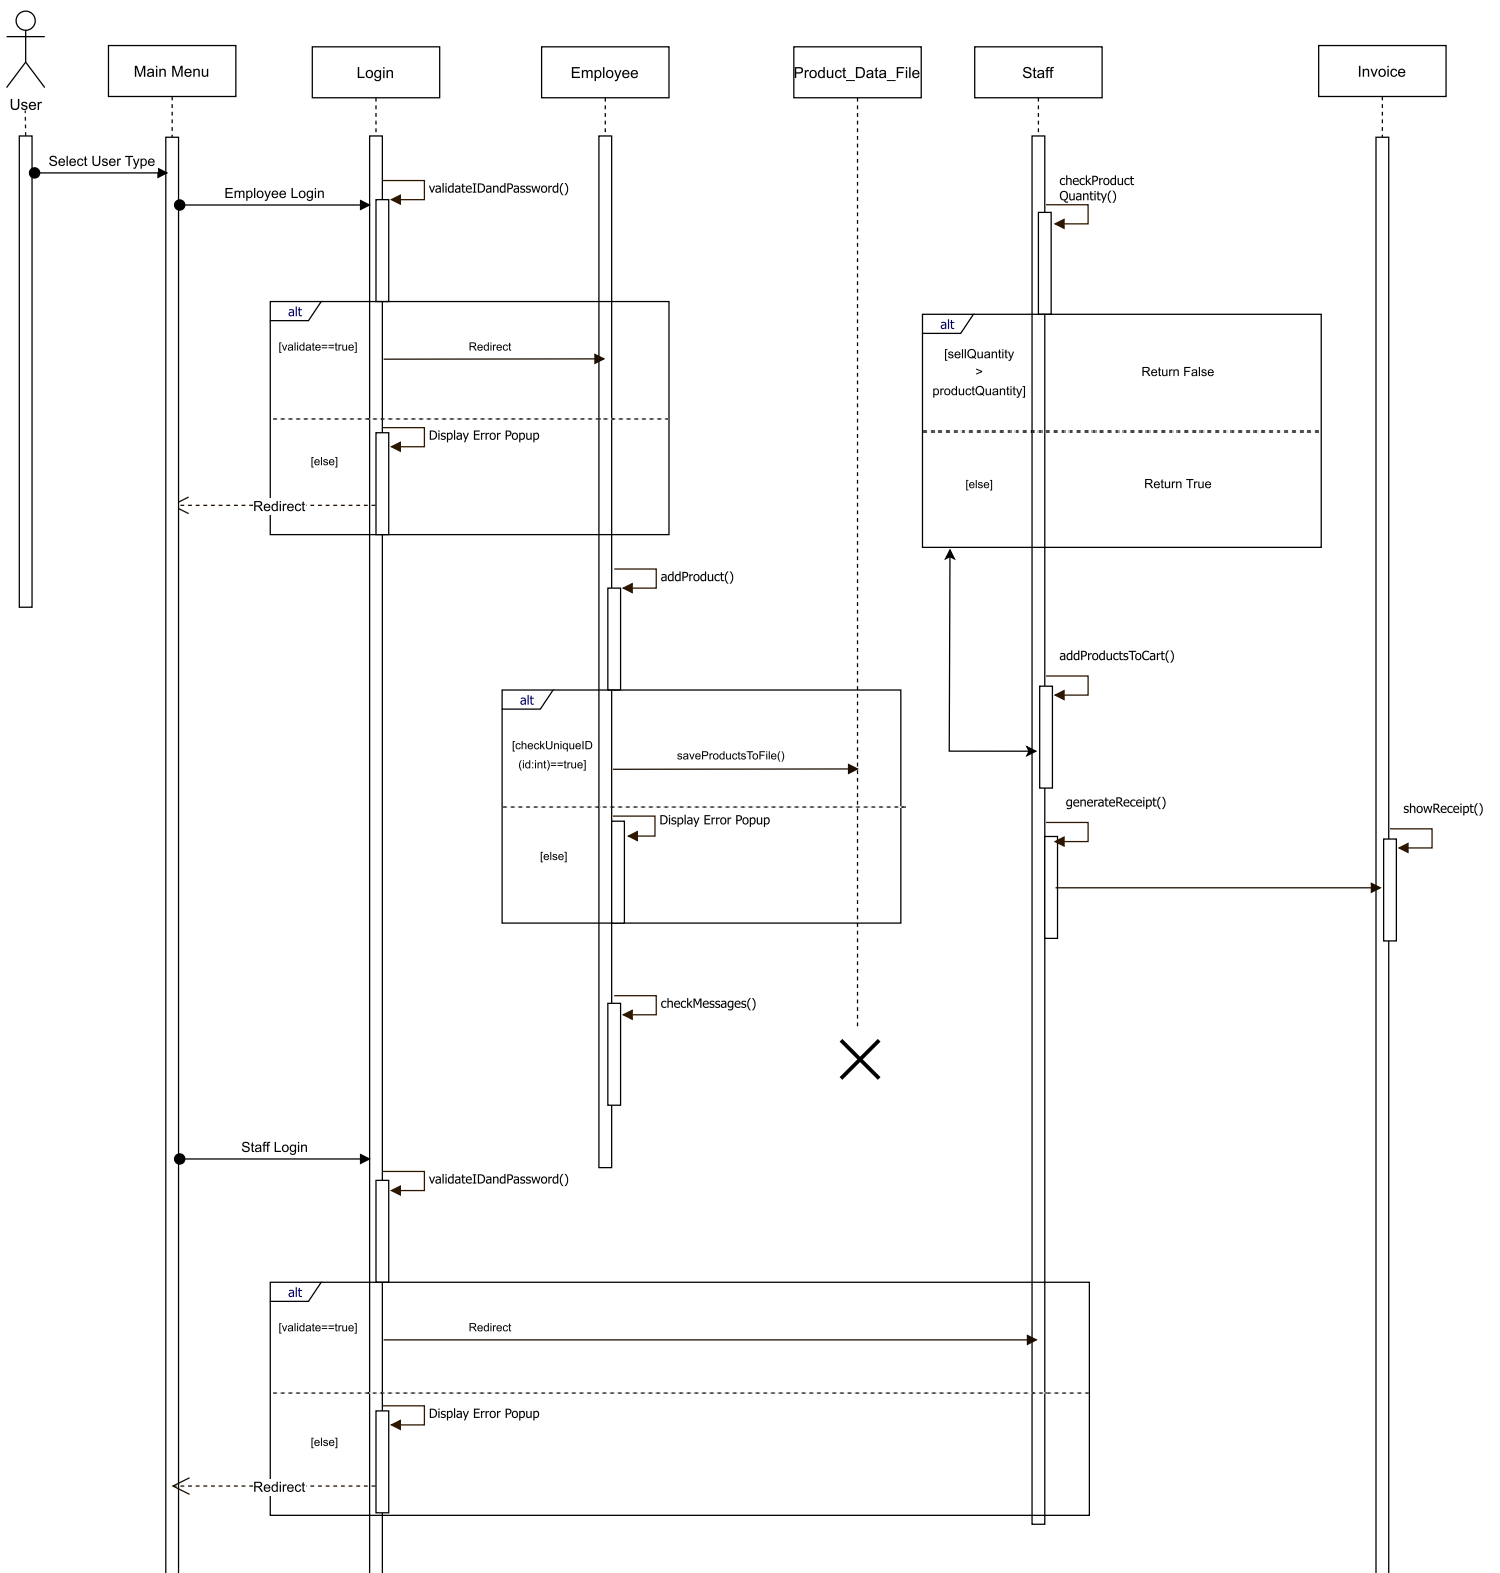 User
Main Menu
Login
Employee
Product_Data_File
Staff
Invoice
Select User Type
Employee Login
validateIDandPassword()
checkProduct
Quantity()
alt
[validate==true]
Redirect
Display Error Popup
[else]
Redirect
alt
[sellQuantity
>
productQuantity]
Return False
[else]
Return True
addProduct()
addProductsToCart()
alt
[checkUniqueID
(id:int)==true]
saveProductsToFile()
Display Error Popup
[else]
generateReceipt()
showReceipt()
checkMessages()
Staff Login
validateIDandPassword()
alt
[validate==true]
Redirect
Display Error Popup
[else]
Redirect